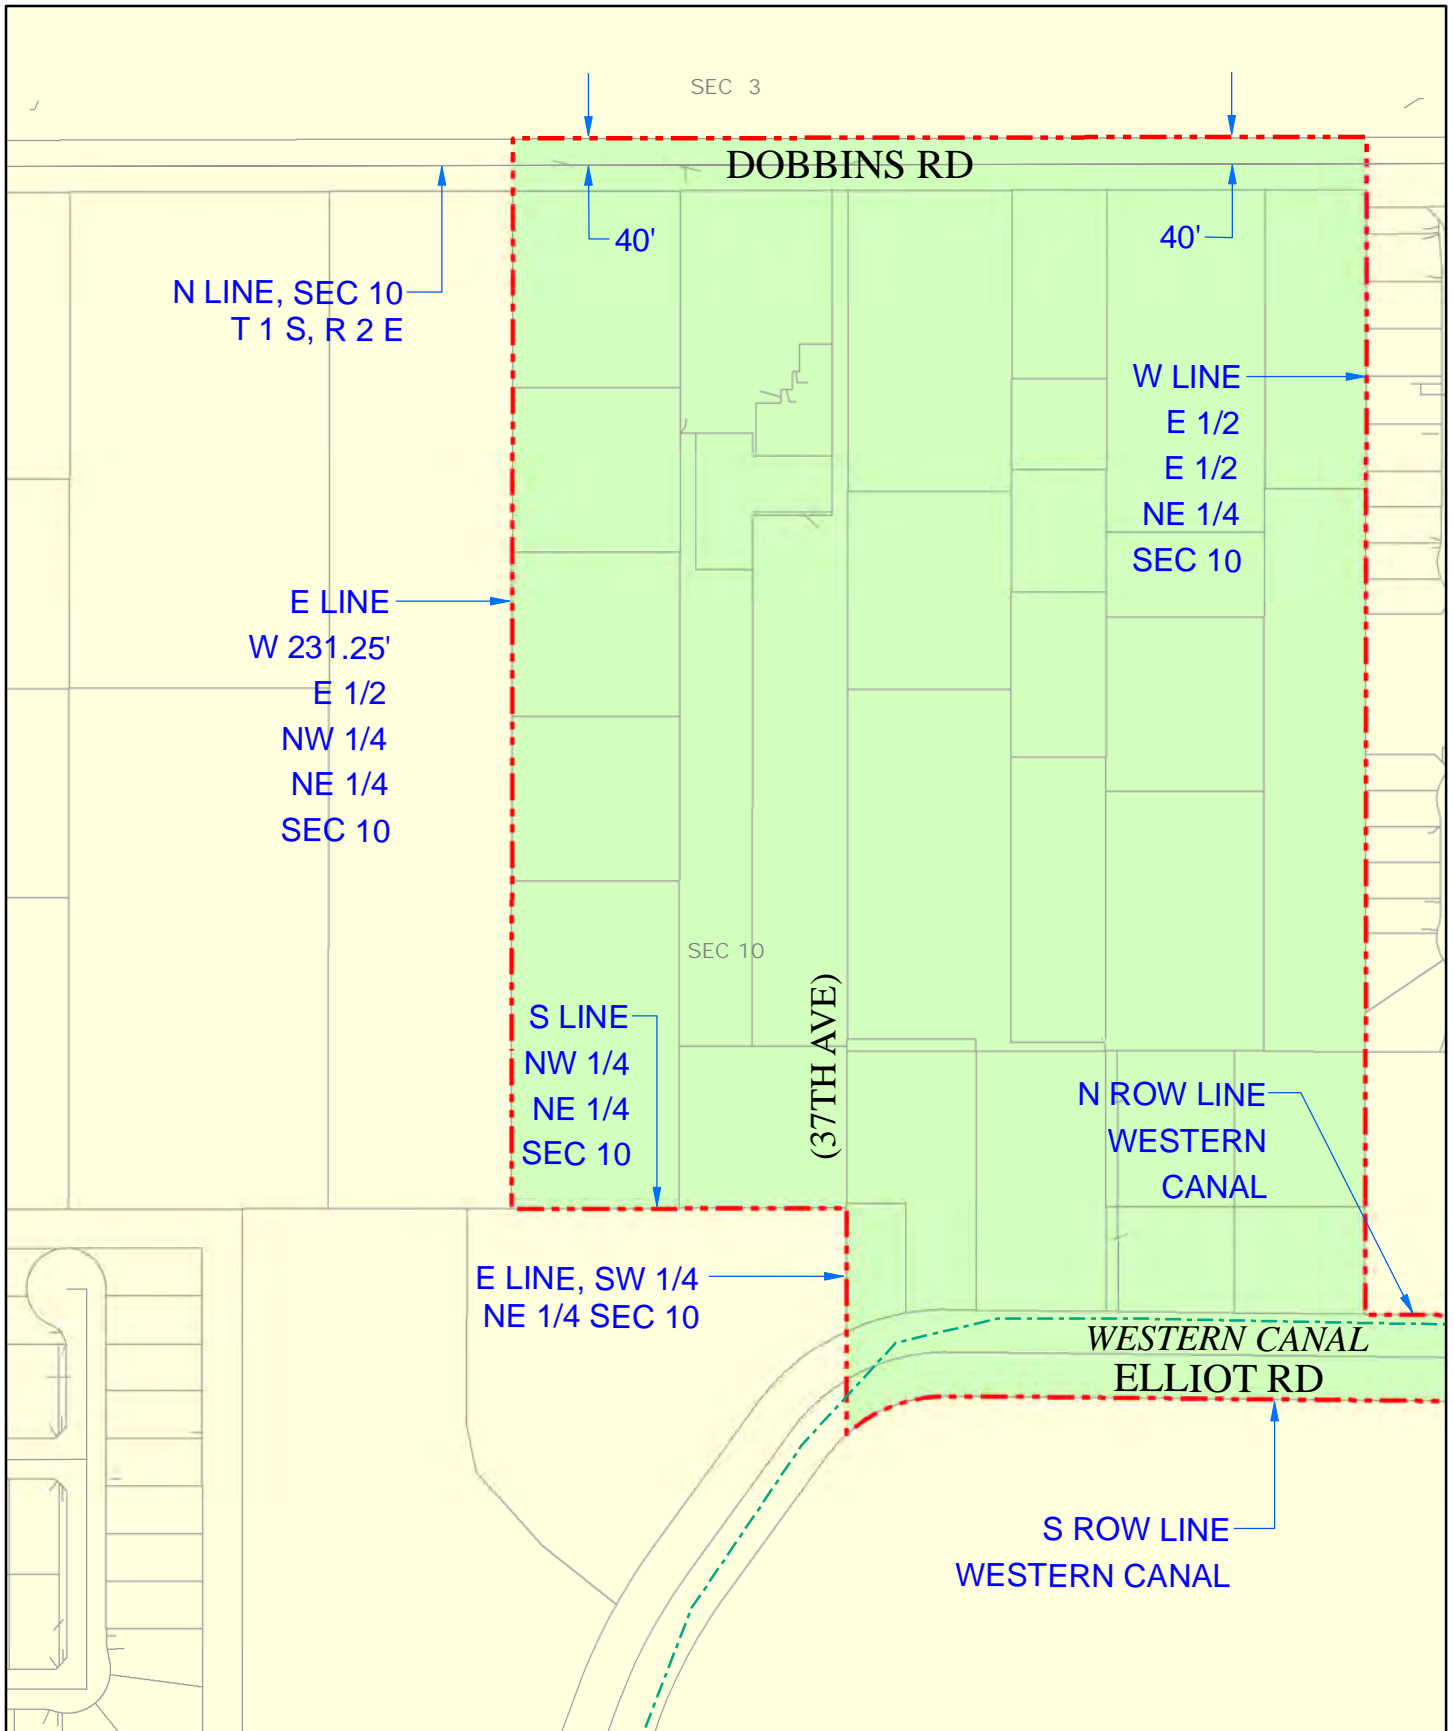 SEC 3
DOBBINS RD
40'
40'
N LINE, SEC 10
T 1 S, R 2 E
W LINE
E 1/2
E 1/2
NE 1/4
SEC 10
E LINE
W 231.25'
E 1/2
NW 1/4
NE 1/4
SEC 10
SEC 10
S LINE
NW 1/4
NE 1/4
SEC 10
(37TH AVE)
N ROW LINE
WESTERN
CANAL
E LINE, SW 1/4
NE 1/4 SEC 10
WESTERN CANAL
ELLIOT RD
S ROW LINE
WESTERN CANAL